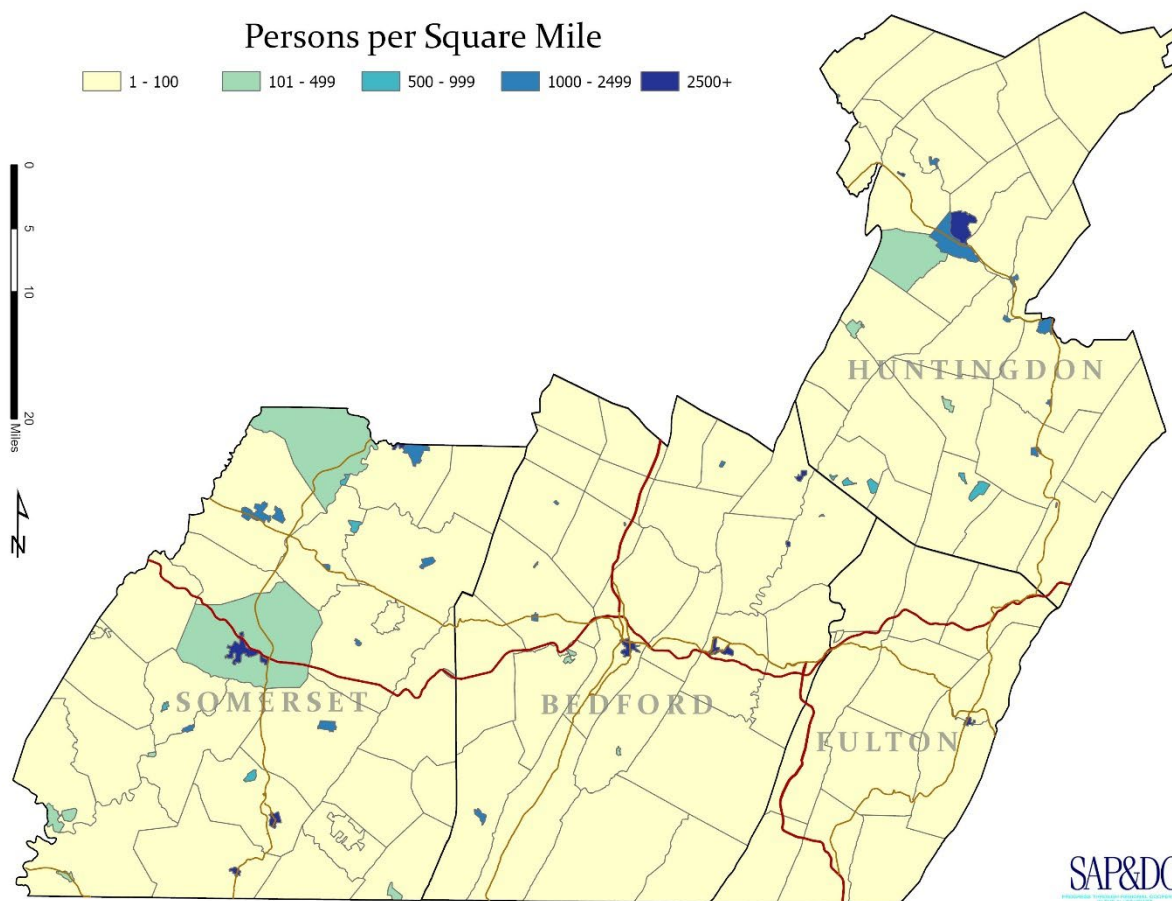 Persons per Square Mile
1 - 100
101 - 499
500 - 999
1000 - 2499
2500+
0
5
10
20
Miles
N
HUNTINGDON
SOMERSET
BEDFORD
FULTON
SAP&DC